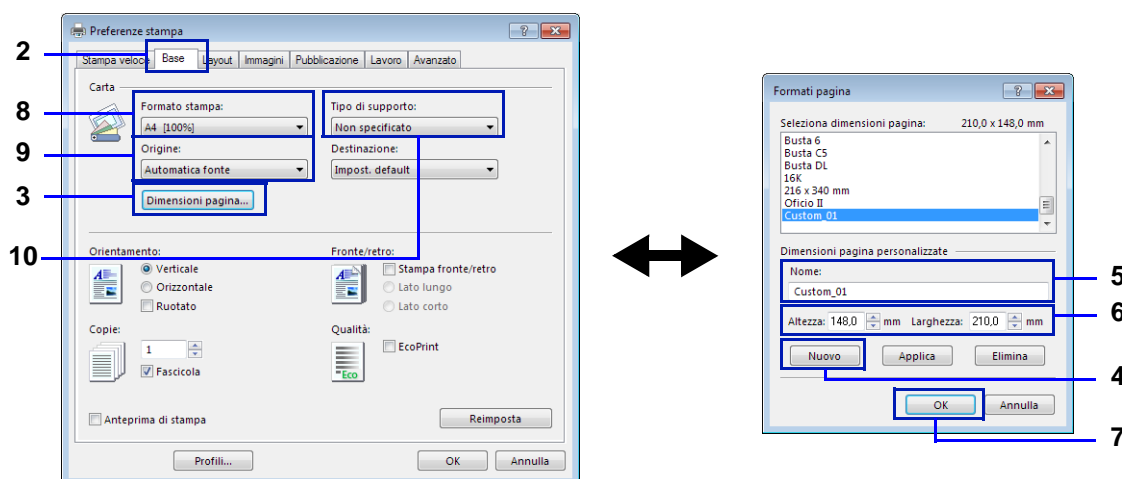 Preferenze stampa
2
Stampa veloce Base Layout Immagini Pubblicazione Lavoro Avanzato
Carta
8
Formato stampa:
A4 [100%]
Tipo di supporto:
Non specificato
9
Origine:
Automatica fonte
Destinazione:
Impost. default
3
Dimensioni pagina...
10
Orientamento:
Verticale
Orizzontale
Ruotato
Fronte/retro:
Stampa fronte/retro
Lato lungo
Lato corto
Copie:
1
Fascicola
Qualità:
Eco
EcoPrint
Anteprima di stampa
Reimposta
Profili...
OK
Annulla
Formati pagina
Seleziona dimensioni pagina: 210,0 x 148,0 mm
Busta 6
Busta C5
Busta DL
16K
216 x 340 mm
Oficio II
Custom_01
Dimensioni pagina personalizzate
Nome:
Custom_01
5
Altezza: 148,0 mm Larghezza: 210,0 mm
6
Nuovo
Applica
Elimina
4
OK
Annulla
7